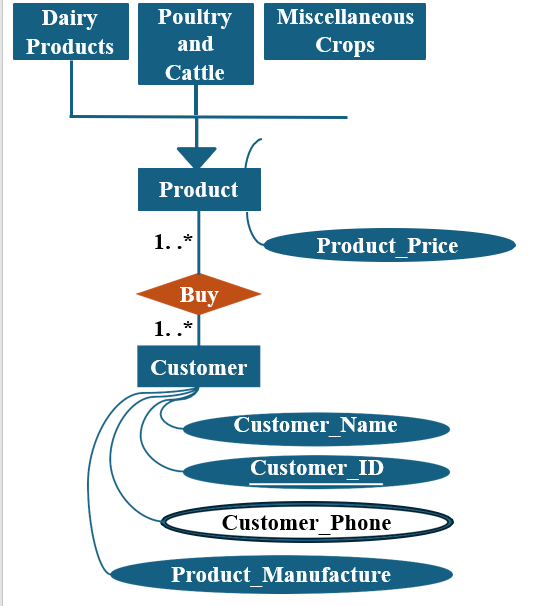 Dairy
Products
Poultry
and
Cattle
Miscellaneous
Crops
Product
Product_Price
1. .*
Buy
1. .*
Customer
Customer_Name
Customer_ID
Customer_Phone
Product_Manufacture